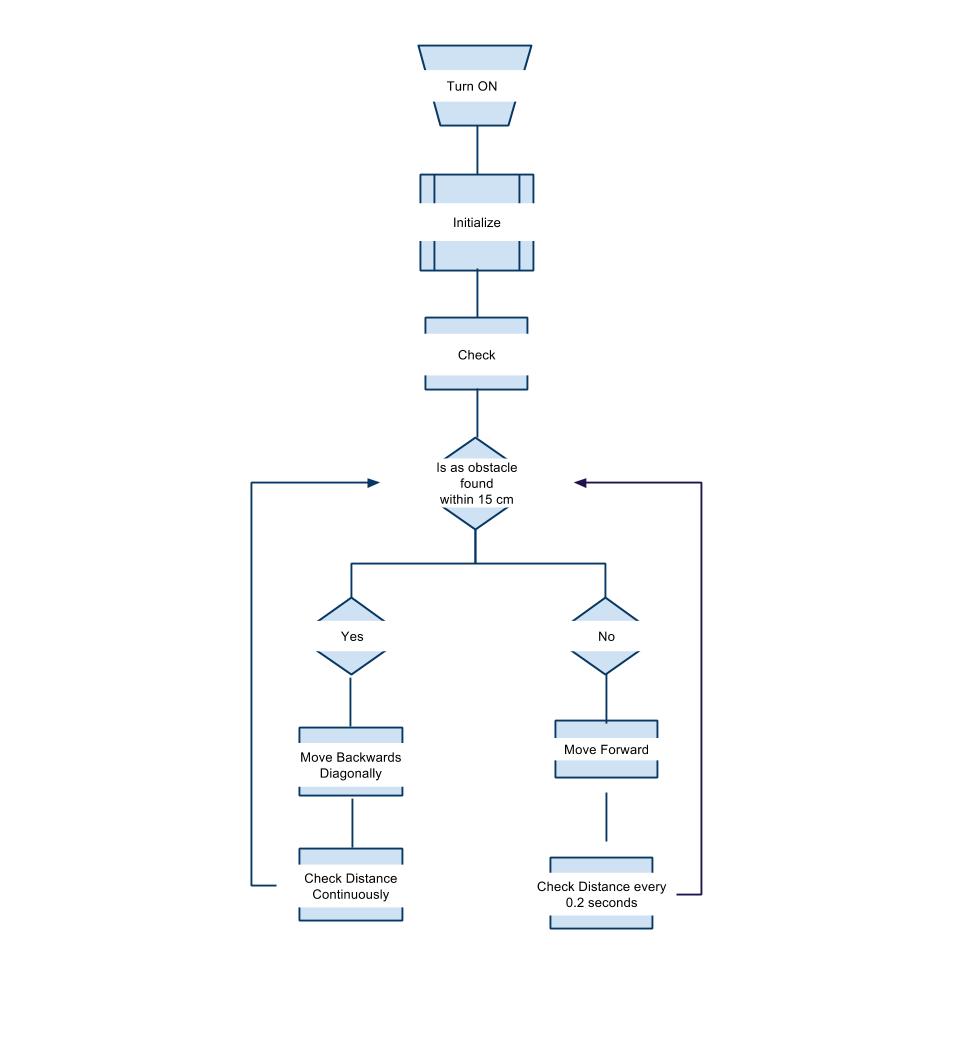 Turn ON
Initialize
Check
Is as obstacle
found
within 15 cm
Yes
No
Move Backwards
Diagonally
Move Forward
Check Distance
Continuously
Check Distance every
0.2 seconds